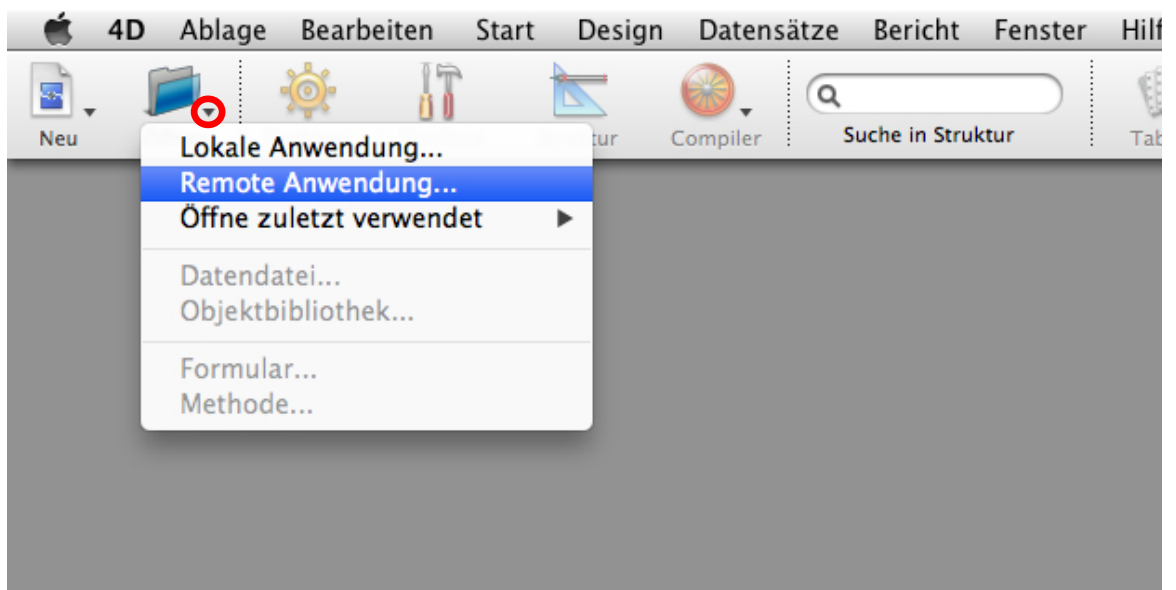 4D Ablage Bearbeiten Start Design Datensätze Bericht Fenster
Neu Compiler Suche in Struktur
Lokale Anwendung...
Remote Anwendung...
Öffne zuletzt verwendet
Datendatei...
Objektbibliothek...
Formular...
Methode...